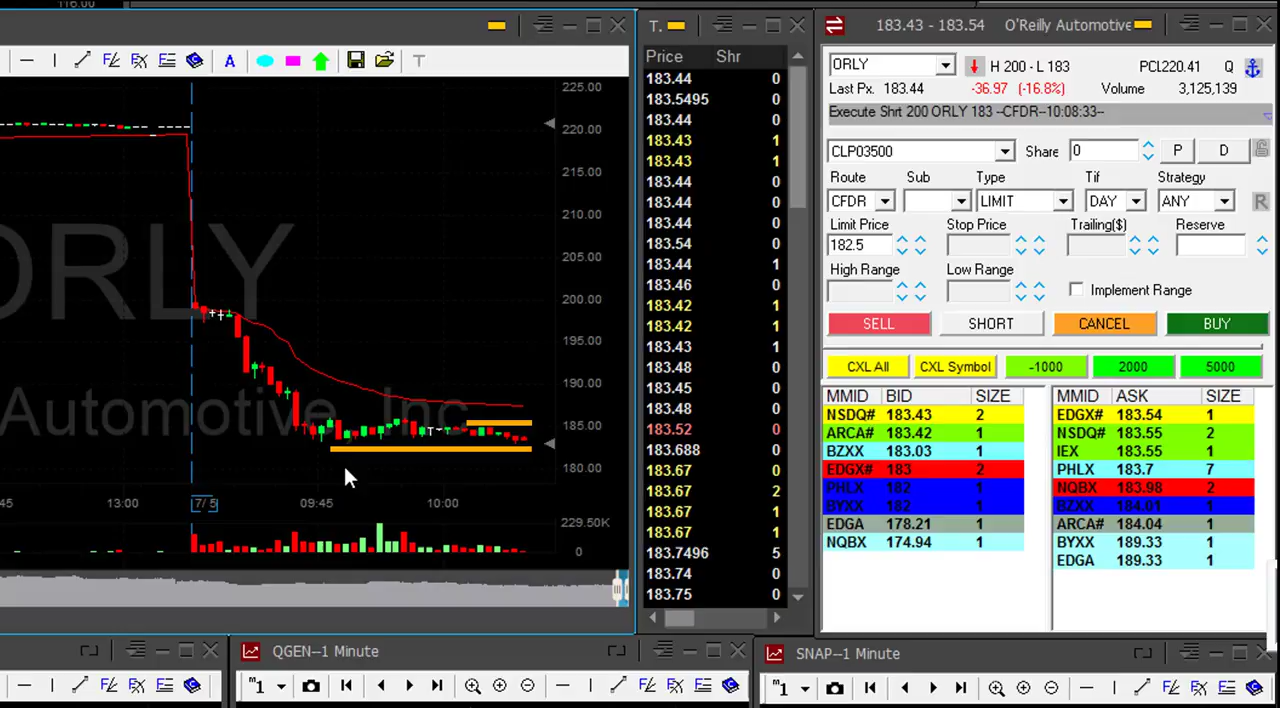 116.00
T.
183.43 - 183.54 O'Reilly Automotive
Price Shr
183.44 0
183.5495 0
183.44 0
183.43 1
183.43 1
183.44 0
183.44 0
183.44 0
183.54 0
183.44 1
183.46 0
183.42 1
183.42 1
183.43 1
183.48 0
183.45 0
183.48 0
183.52 0
183.688 0
183.67 0
183.67 2
183.67 1
183.67 1
183.7496 5
183.74 0
183.75 0
A
T
225.00
220.00
215.00
210.00
205.00
200.00
195.00
190.00
185.00
180.00
ORLY
Automotive, Inc
45 13:00 7/ 5 09:45 10:00
229.50K
0
ORLY H 200 - L 183 PCL220.41 Q
Last Px. 183.44 -36.97 (-16.8%) Volume 3,125,139
Execute Shrt 200 ORLY 183 --CFDR--10:08:33--
CLP03500 Share 0 P D
Route Sub Type Tif Strategy
CFDR LIMIT DAY ANY R
Limit Price Stop Price Trailing($) Reserve
182.5
High Range Low Range
Implement Range
SELL SHORT CANCEL BUY
CXL All CXL Symbol -1000 2000 5000
MMID BID SIZE
NSDQ# 183.43 2
ARCA# 183.42 1
BZXX 183.03 1
EDGX# 183 2
PHLX 182 1
BYXX 182 1
EDGA 178.21 1
NQBX 174.94 1
MMID ASK SIZE
EDGX# 183.54 1
NSDQ# 183.55 2
IEX 183.55 1
PHLX 183.7 7
NQBX 183.98 2
BZXX 184.01 1
ARCA# 184.04 1
BYXX 189.33 1
EDGA 189.33 1
QGEN--1 Minute
m1
SNAP--1 Minute
m1